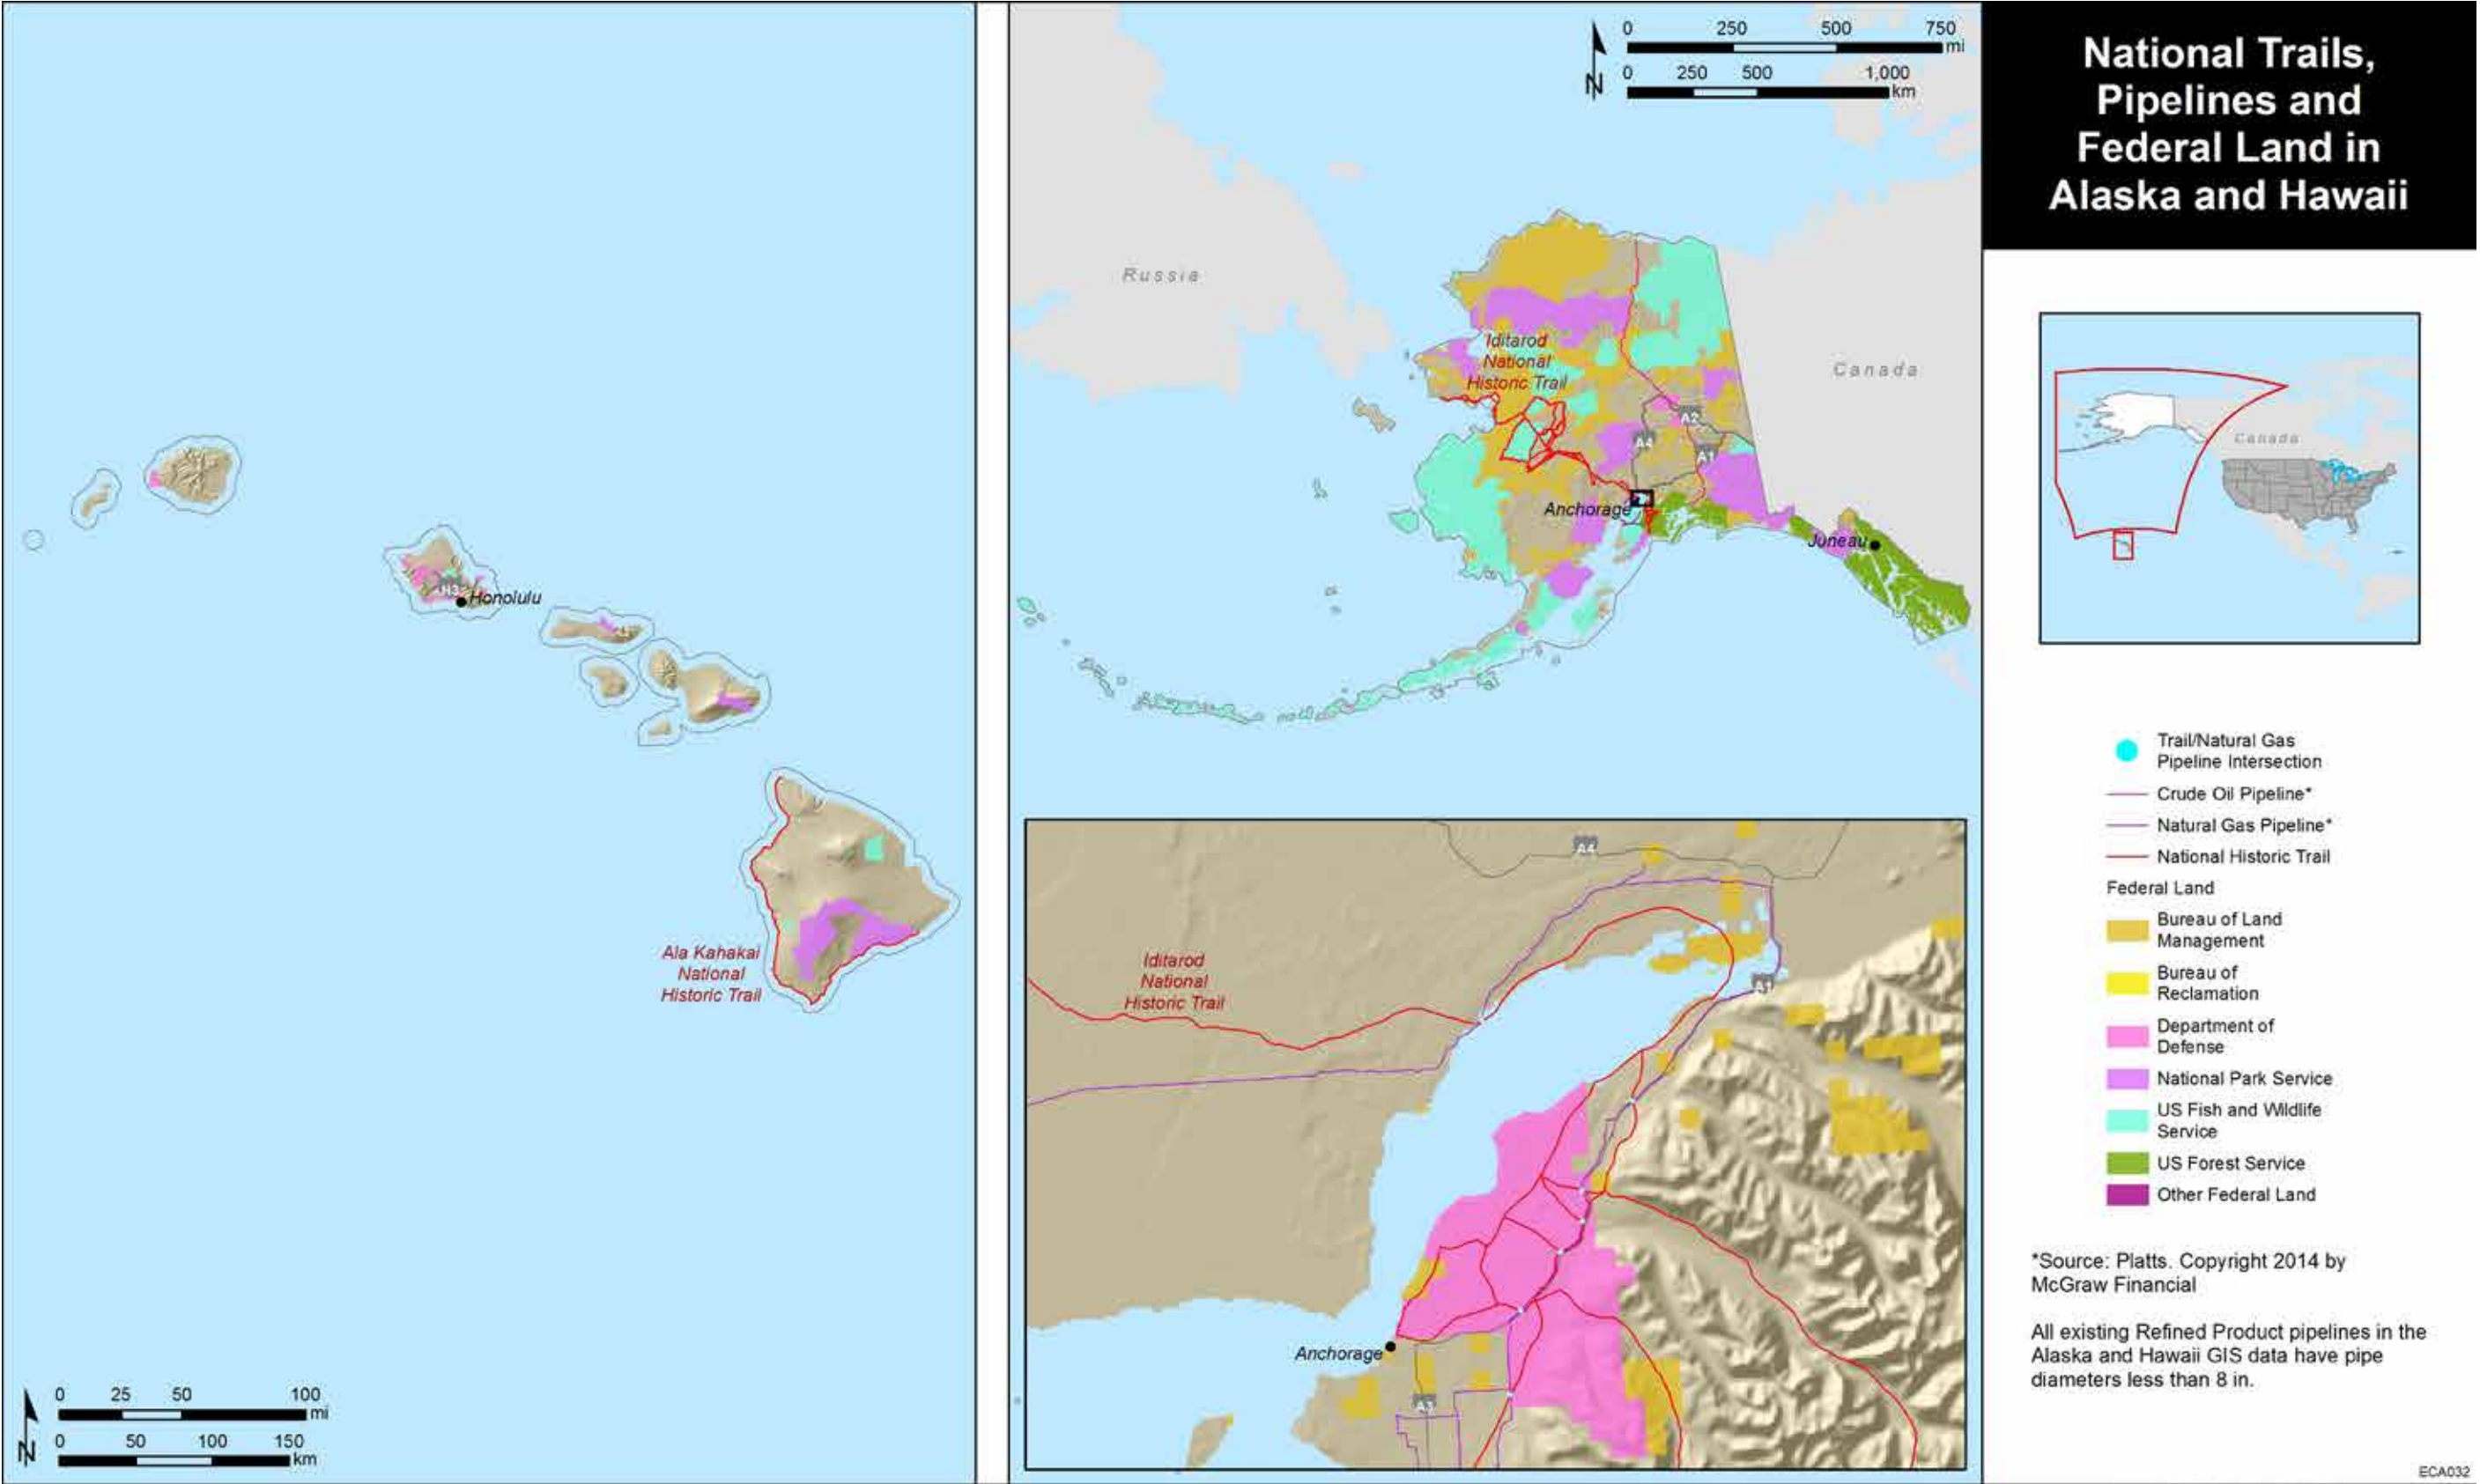 National Trails,
Pipelines and
Federal Land in
Alaska and Hawaii
0 250 500 750
mi
0 250 500 1,000
km
N
Russia
Canada
Iditarod
National
Historic Trail
A2
A4
A1
Anchorage
Juneau
H3
Honolulu
Ala Kahakai
National
Historic Trail
0 25 50 100
mi
0 50 100 150
km
N
A4
Iditarod
National
Historic Trail
A1
Anchorage
A3
Canada
Trail/Natural Gas
Pipeline Intersection
Crude Oil Pipeline*
Natural Gas Pipeline*
National Historic Trail
Federal Land
Bureau of Land
Management
Bureau of
Reclamation
Department of
Defense
National Park Service
US Fish and Wildlife
Service
US Forest Service
Other Federal Land
*Source: Platts. Copyright 2014 by
McGraw Financial
All existing Refined Product pipelines in the
Alaska and Hawaii GIS data have pipe
diameters less than 8 in.
ECA032